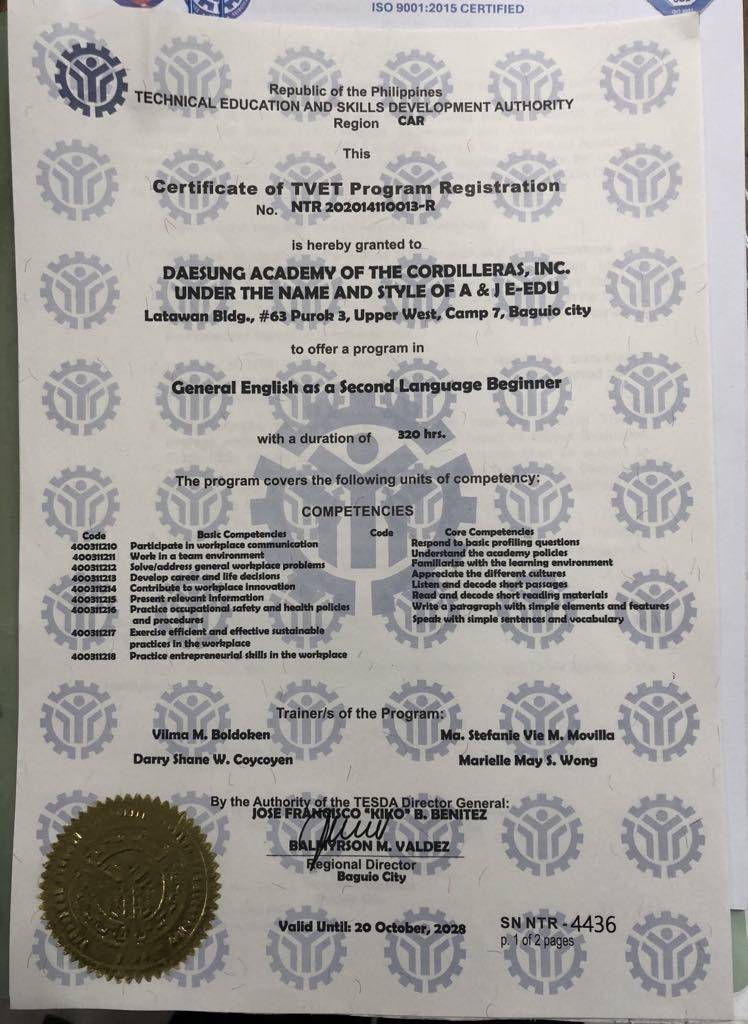 ISO 9001:2015 CERTIFIED
Republic of the Philippines
TECHNICAL EDUCATION AND SKILLS DEVELOPMENT AUTHORITY
Region CAR
This
Certificate of TVET Program Registration
No. NTR 202014110013-R
is hereby granted to
DAESUNG ACADEMY OF THE CORDILLERAS, INC.
UNDER THE NAME AND STYLE OF A & J E-EDU
Latawan Bldg., #63 Purok 3, Upper West, Camp 7, Baguio city
to offer a program in
General English as a Second Language Beginner
with a duration of 320 hrs.
The program covers the following units of competency:
COMPETENCIES
Code Basic Competencies
400311210 Participate in workplace communication
400311211 Work in a team environment
400311212 Solve/address general workplace problems
400311213 Develop career and life decisions
400311214 Contribute to workplace innovation
400311215 Present relevant information
400311216 Practice occupational safety and health policies
and procedures
400311217 Exercise efficient and effective sustainable
practices in the workplace
400311218 Practice entrepreneurial skills in the workplace
Code Core Competencies
Respond to basic profiling questions
Understand the academy policies
Familiarize with the learning environment
Appreciate the different cultures
Listen and decode short passages
Read and decode short reading materials
Write a paragraph with simple elements and features
Speak with simple sentences and vocabulary
Trainer/s of the Program:
Vilma M. Boldoken Ma. Stefanie Vie M. Movilla
Darry Shane W. Coycoyen Marielle May S. Wong
By the Authority of the TESDA Director General:
JOSE FRANCISCO "KIKO" B. BENITEZ
BALMYRSON M. VALDEZ
Regional Director
Baguio City
Valid Until: 20 October, 2028
SN NTR - 4436
p. 1 of 2 pages